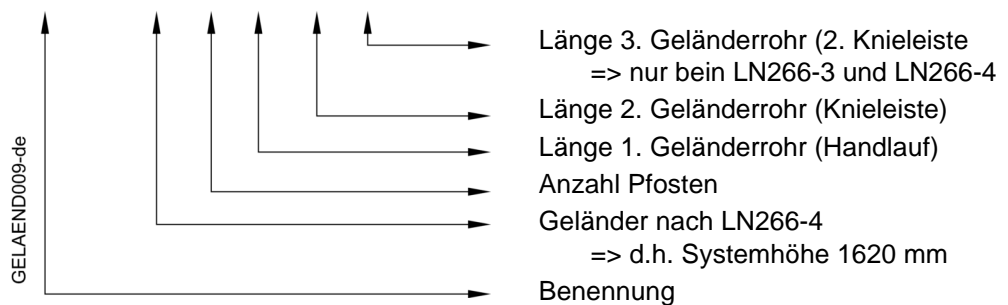 Länge 3. Geländerrohr (2. Knieleiste
=> nur bein LN266-3 und LN266-4
Länge 2. Geländerrohr (Knieleiste)
Länge 1. Geländerrohr (Handlauf)
Anzahl Pfosten
Geländer nach LN266-4
=> d.h. Systemhöhe 1620 mm
Benennung
GELAEND009-de